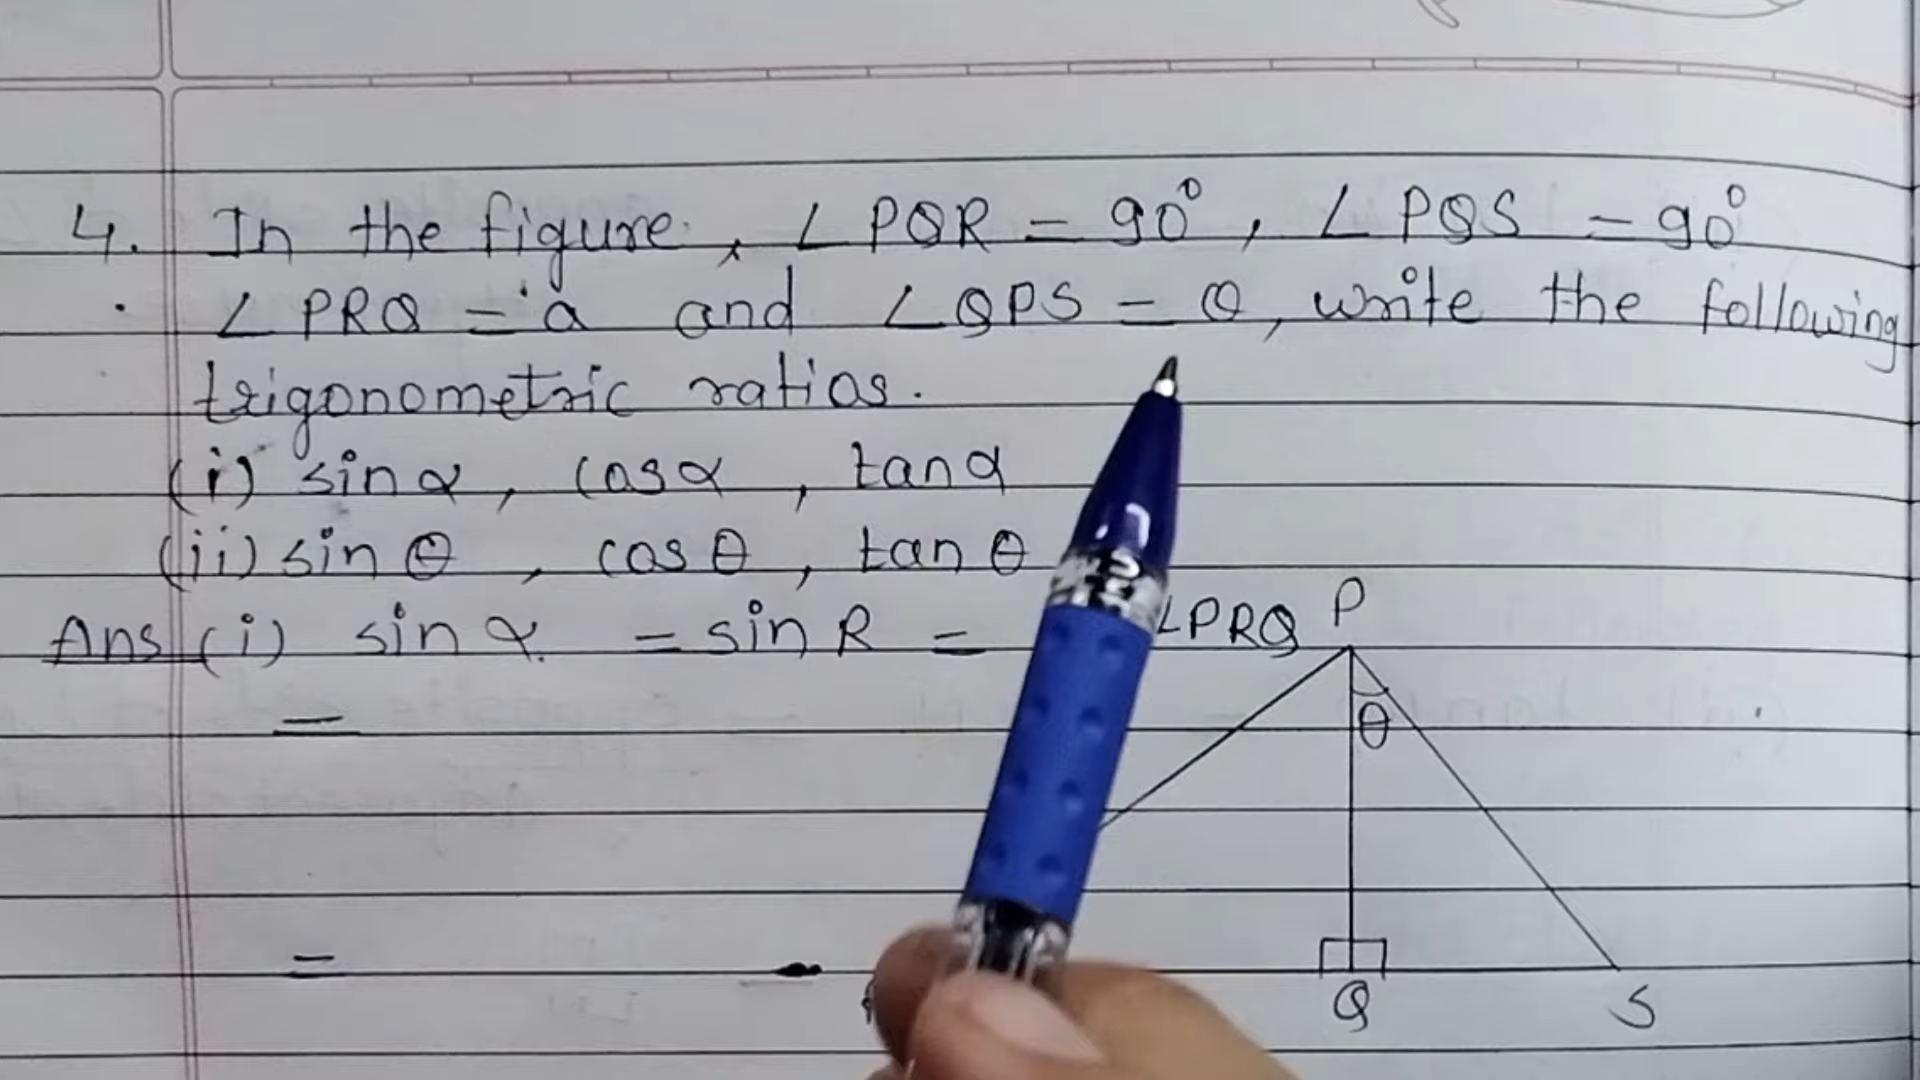 4. In the figure, ∠PQR = 90°, ∠PQS = 90°
∠PRQ = a and ∠QPS = θ, write the following
trigonometric ratios.
(i) sin α, cos α, tan α
(ii) sin θ, cos θ, tan θ
Ans (i) sin α = sin R =
∠PRQ P
=
θ
=
Q S